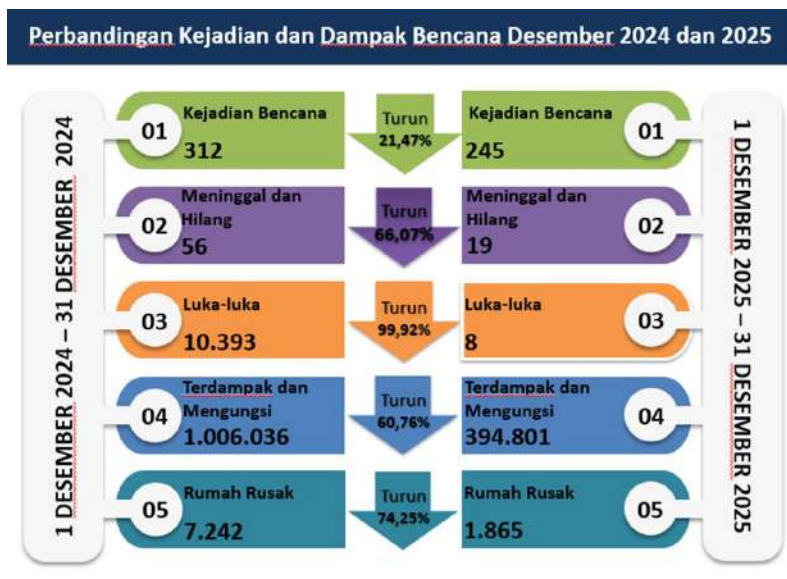 Perbandingan Kejadian dan Dampak Bencana Desember 2024 dan 2025
1 DESEMBER 2024 – 31 DESEMBER 2024
01
Kejadian Bencana
312
Turun
21,47%
Kejadian Bencana
245
01
02
Meninggal dan
Hilang
56
Turun
66,07%
Meninggal dan
Hilang
19
02
03
Luka-luka
10.393
Turun
99,92%
Luka-luka
8
03
04
Terdampak dan
Mengungsi
1.006.036
Turun
60,76%
Terdampak dan
Mengungsi
394.801
04
05
Rumah Rusak
7.242
Turun
74,25%
Rumah Rusak
1.865
05
1 DESEMBER 2025 – 31 DESEMBER 2025